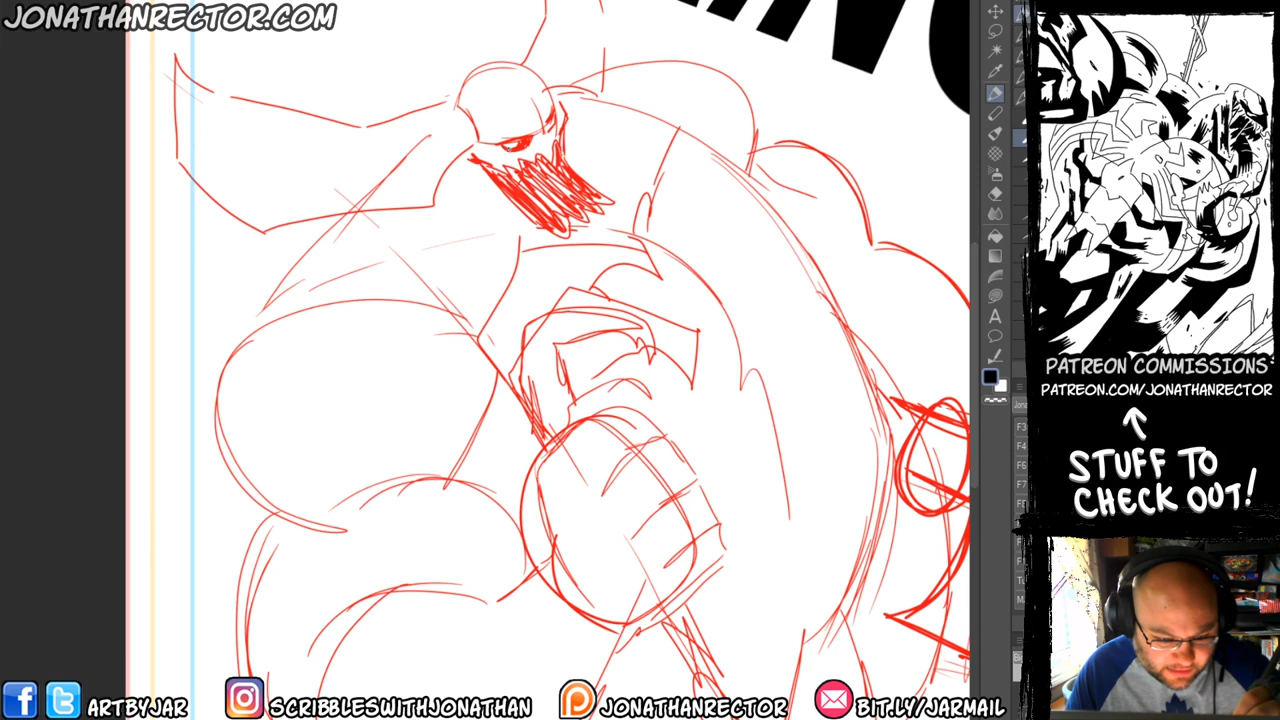 JONATHANRECTOR.COM
PATREON COMMISSIONS
PATREON.COM/JONATHANRECTOR
STUFF TO
CHECK OUT!
ARTBYJAR
SCRIBBLESWITHJONATHAN
JONATHANRECTOR
BIT.LY/JARMAIL